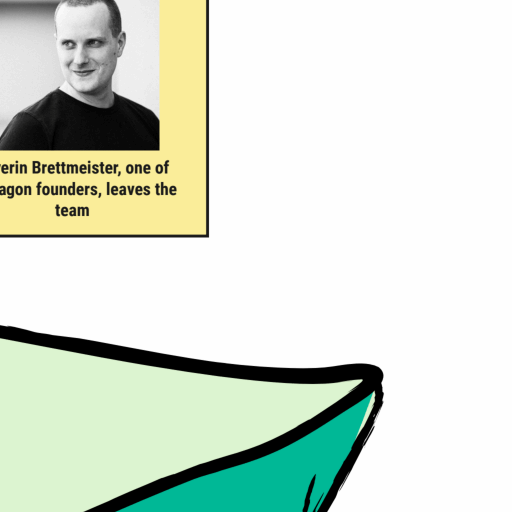 erin Brettmeister, one of
agon founders, leaves the
team